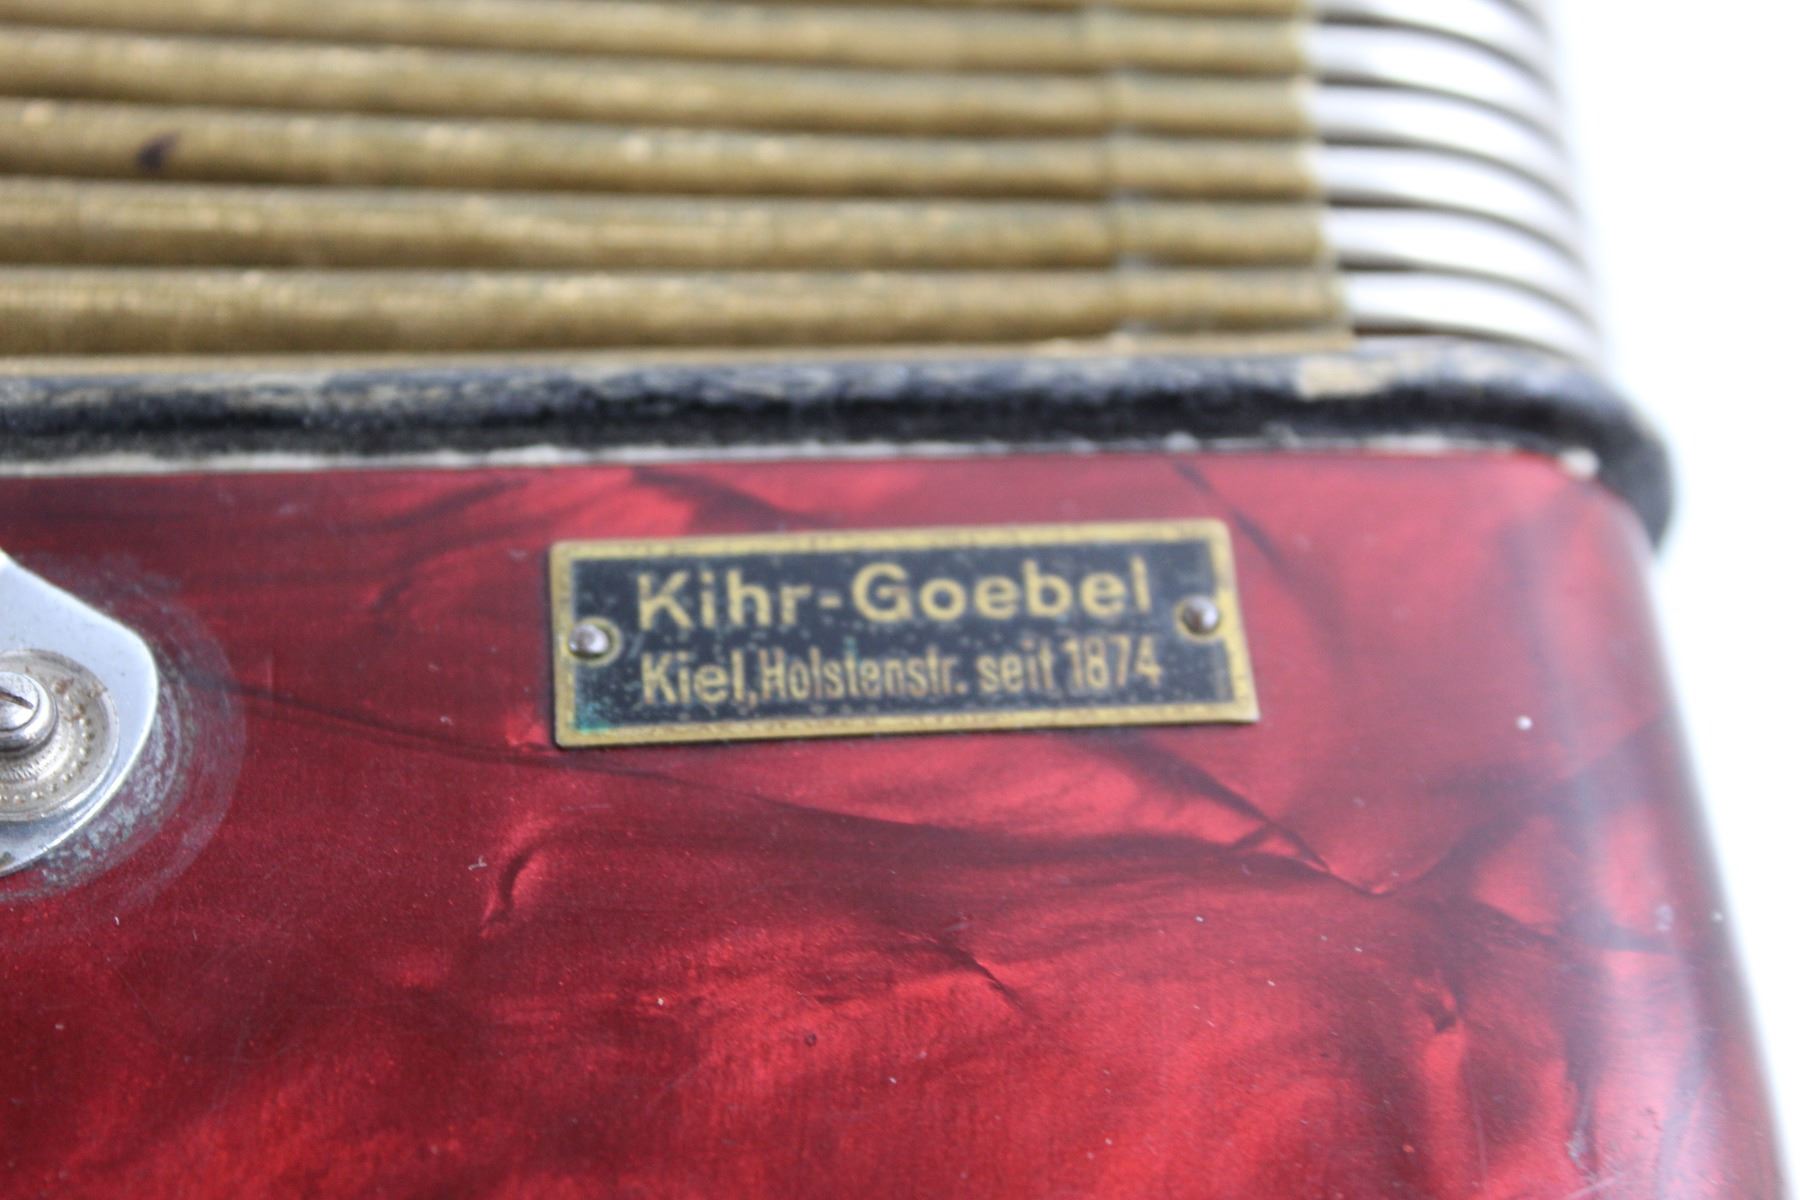 Kihr-Goebel
Kiel, Holstenstr. seit 1874